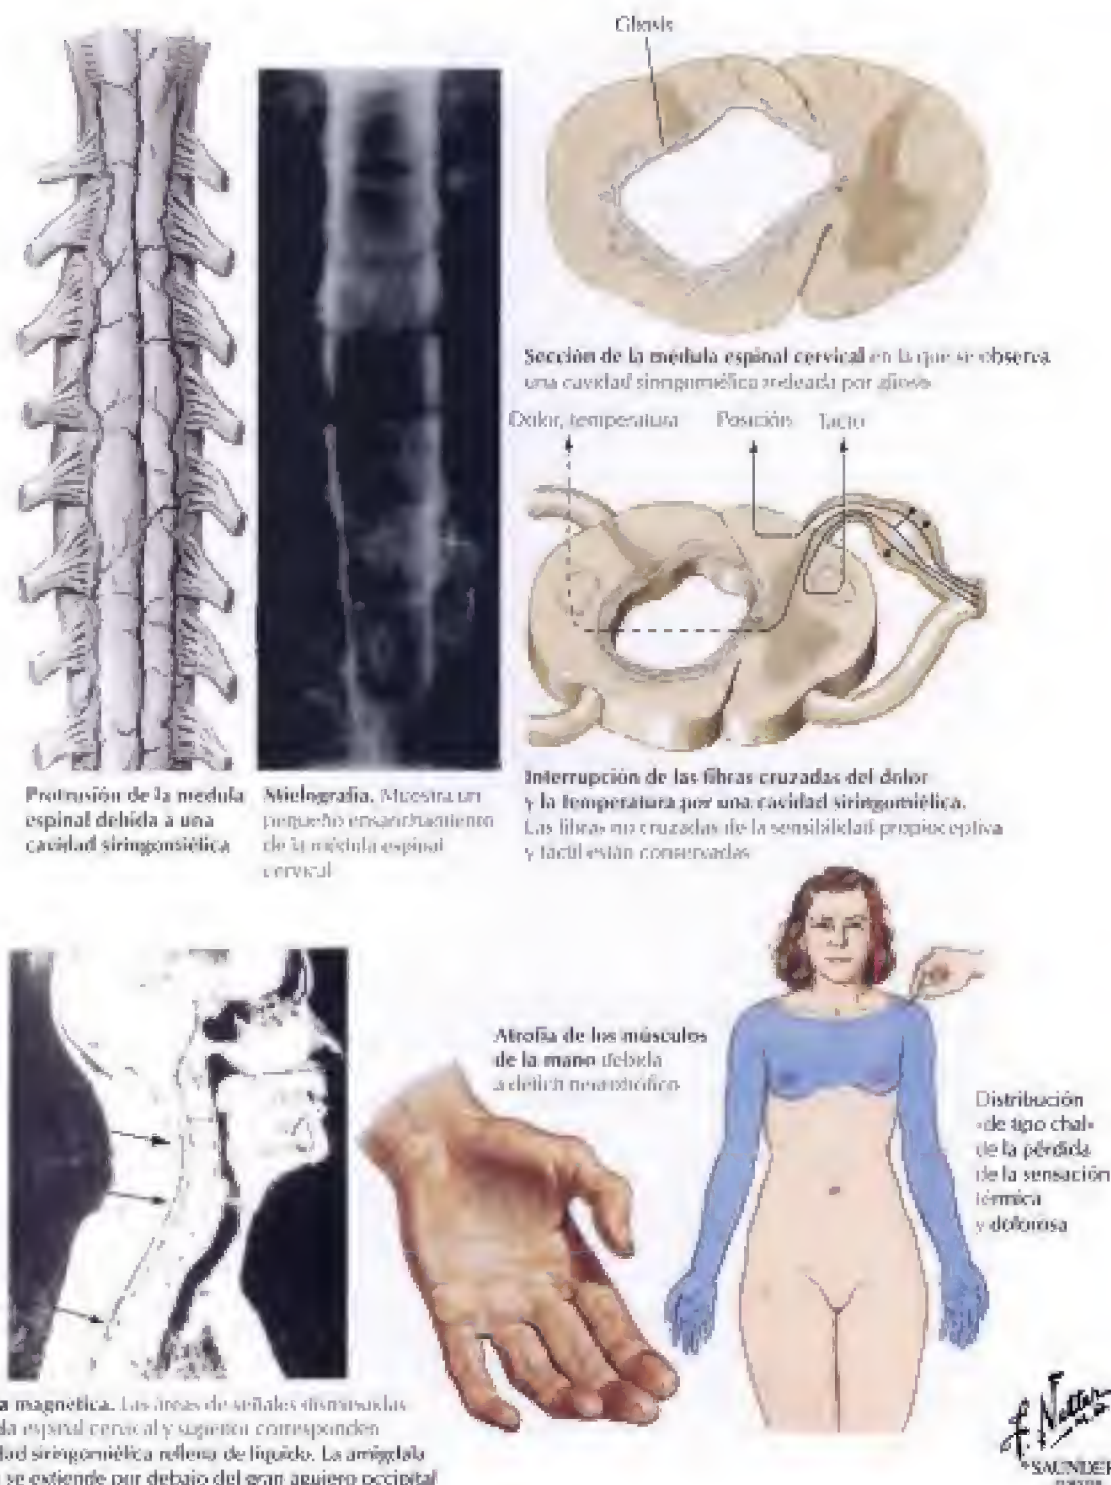 Gliosis
Sección de la médula espinal cervical en la que se observa
una cavidad siringomiélica rodeada por gliosis
Dolor, temperatura Posición Tacto
Protrusión de la médula
espinal debida a una
cavidad siringomiélica
Mielografía. Muestra un
pequeño ensanchamiento
de la médula espinal
cervical
Interrupción de las fibras cruzadas del dolor
y la temperatura por una cavidad siringomiélica.
Las fibras no cruzadas de la sensibilidad propioceptiva
y táctil están conservadas
Atrofia de los músculos
de la mano debida
a déficit neurotrófico
Distribución
«de tipo chal»
de la pérdida
de la sensación
térmica
y dolorosa
a magnética. Las áreas de señales disminuidas
da espinal cervical y superior corresponden
dad siringomiélica rellena de líquido. La amígdala
se extiende por debajo del gran agujero occipital
F. Netter
M.D.
SAUNDER